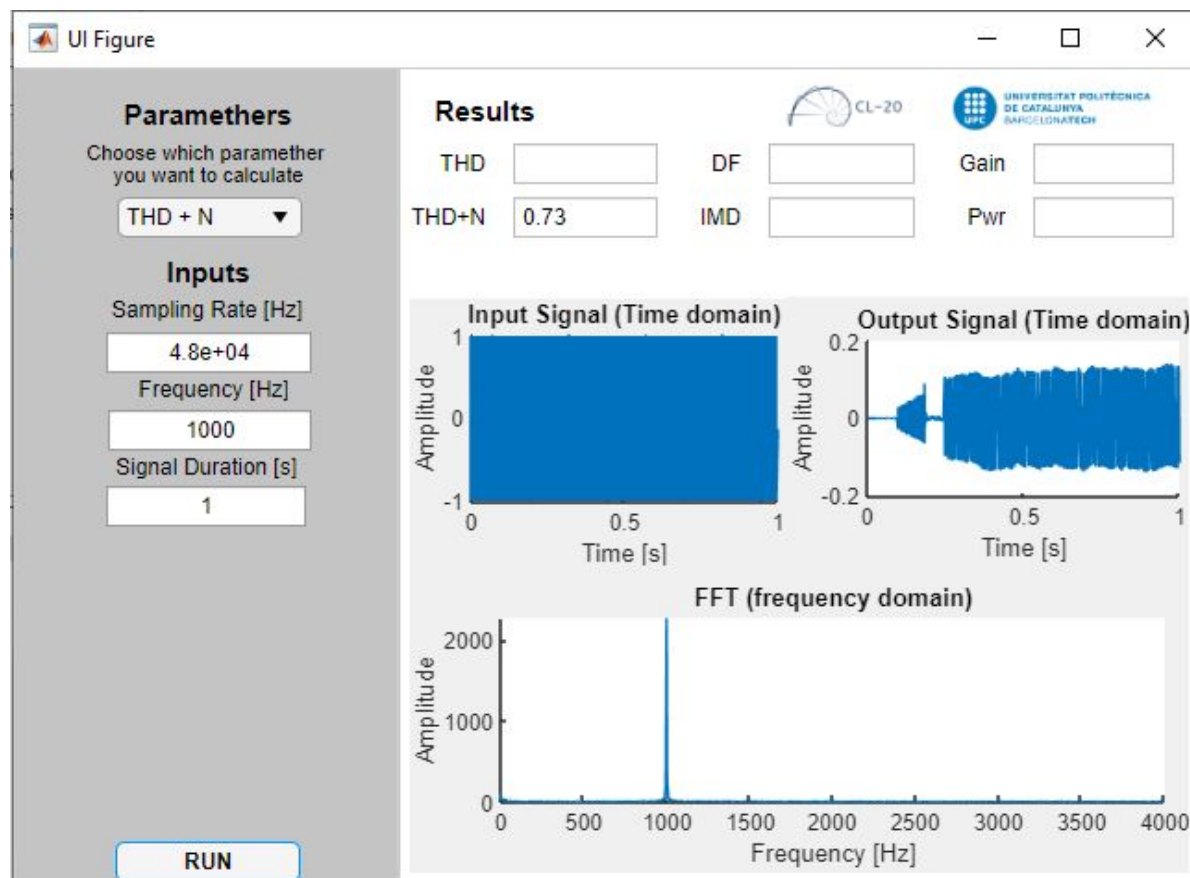 UI Figure
Paramethers
Choose which paramether
you want to calculate
THD + N
Inputs
Sampling Rate [Hz]
4.8e+04
Frequency [Hz]
1000
Signal Duration [s]
1
RUN
Results
CL-20
UPC
UNIVERSITAT POLITÈCNICA
DE CATALUNYA
BARCELONATECH
THD
DF
Gain
THD+N
0.73
IMD
Pwr
Input Signal (Time domain)
Amplitude
1
0
-1
0
0.5
1
Time [s]
Output Signal (Time domain)
Amplitude
0.2
0
-0.2
0
0.5
1
Time [s]
FFT (frequency domain)
Amplitude
2000
1000
0
0
500
1000
1500
2000
2500
3000
3500
4000
Frequency [Hz]